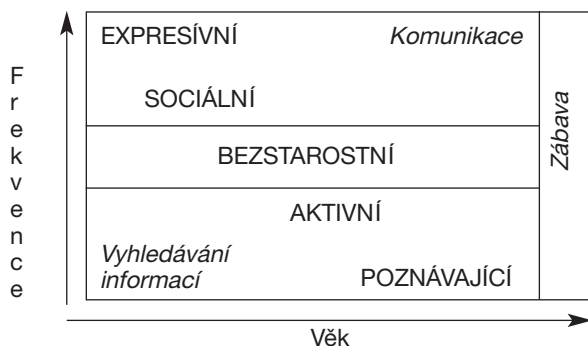 Frekvence
EXPRESÍVNÍ
Komunikace
SOCIÁLNÍ
BEZSTAROSTNÍ
AKTIVNÍ
Vyhledávání
informací
POZNÁVAJÍCÍ
Zábava
Věk